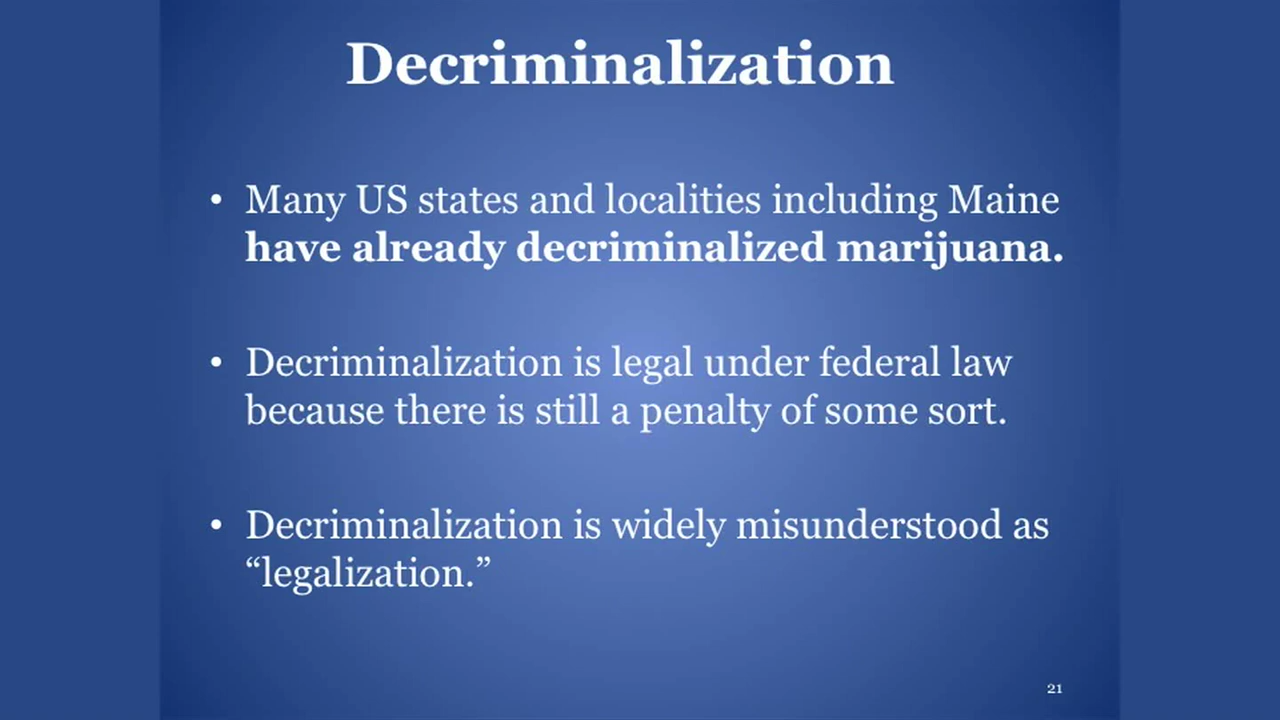 Decriminalization
• Many US states and localities including Maine
have already decriminalized marijuana.
• Decriminalization is legal under federal law
because there is still a penalty of some sort.
• Decriminalization is widely misunderstood as
“legalization.”
21